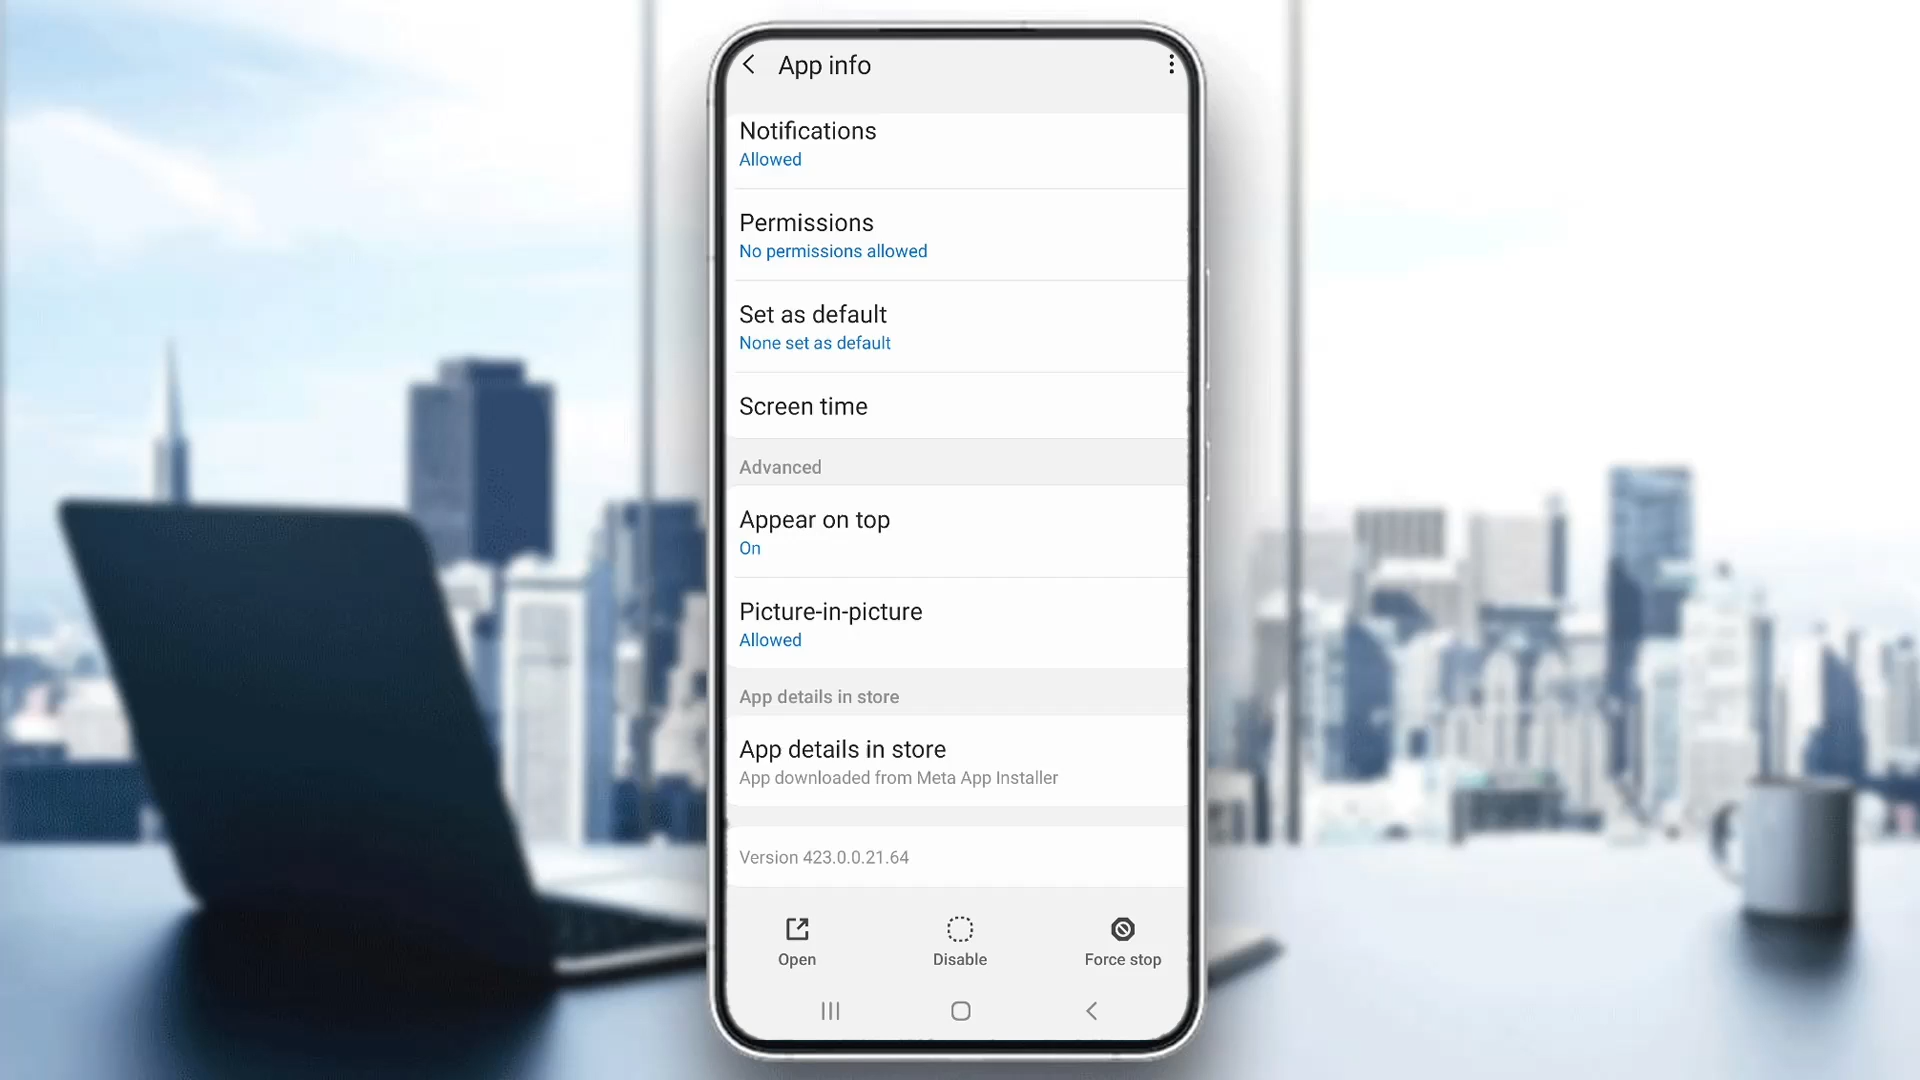 App info
Notifications
Allowed
Permissions
No permissions allowed
Set as default
None set as default
Screen time
Advanced
Appear on top
On
Picture-in-picture
Allowed
App details in store
App details in store
App downloaded from Meta App Installer
Version 423.0.0.21.64
Open
Disable
Force stop